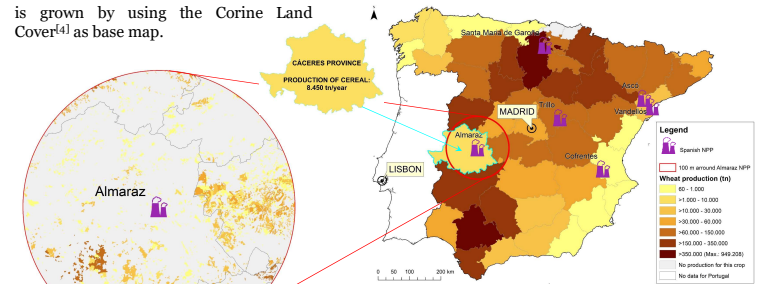 is grown by using the Corine Land
Cover[4] as base map.
CÁCERES PROVINCE
PRODUCTION OF CEREAL:
8.450 tn/year
Almaraz
Santa María de Garoña
Ascó
Trillo
Vandellós
MADRID
Almaraz
Cofrentes
LISBON
0 50 100 200 km
Legend
Spanish NPP
100 m arround Almaraz NPP
Wheat production (tn)
60 - 1.000
>1.000 - 10.000
>10.000 - 30.000
>30.000 - 60.000
>60.000 - 150.000
>150.000 - 350.000
>350.000 (Max.: 949.208)
No production for this crop
No data for Portugal